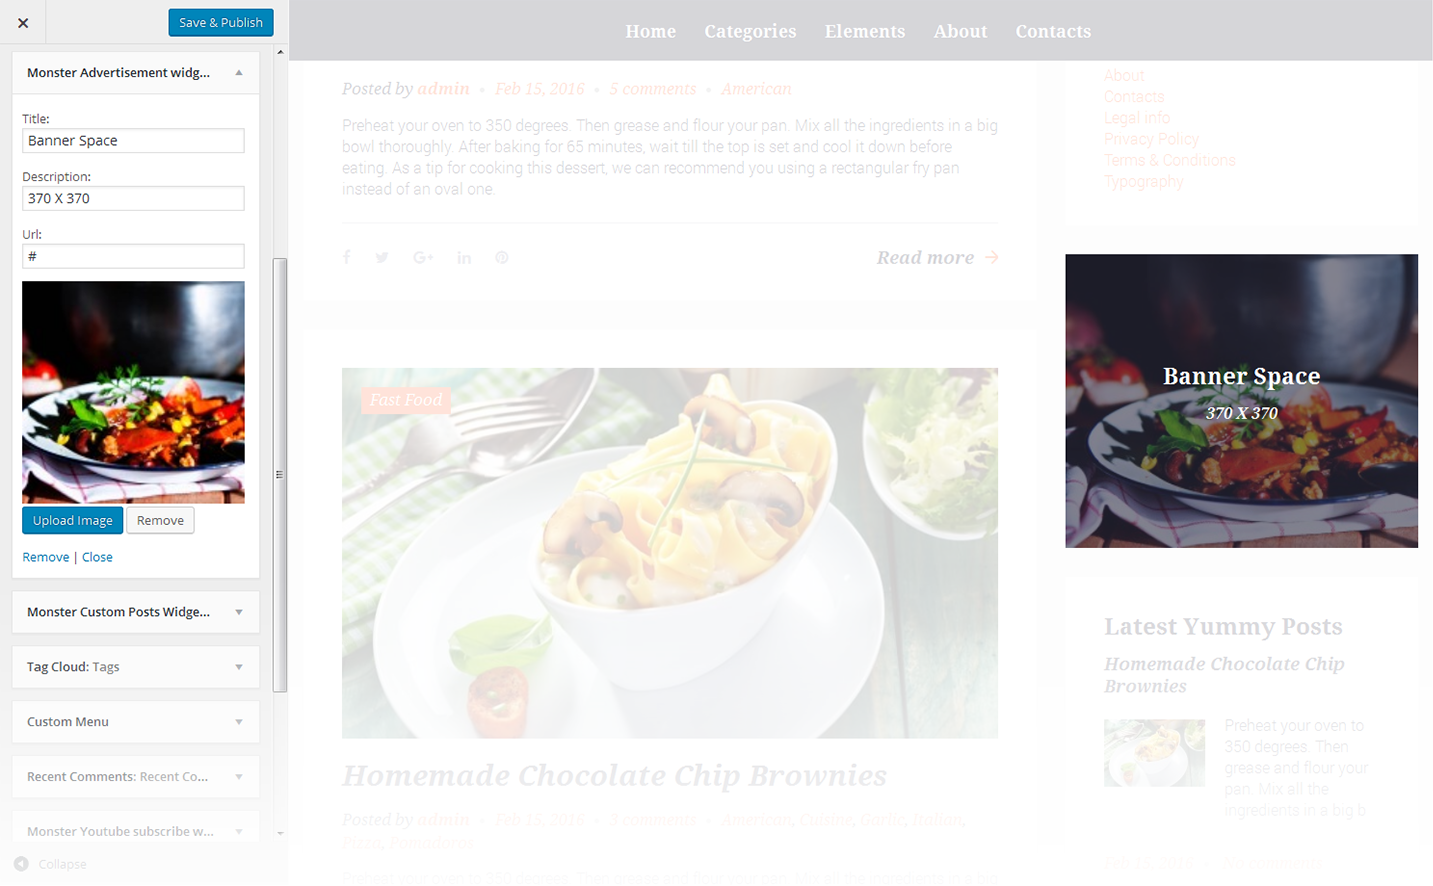 Save & Publish
Monster Advertisement widg...
Title:
Banner Space
Description:
370 X 370
Url:
#
Upload Image
Remove
Remove | Close
Monster Custom Posts Widge...
Tag Cloud: Tags
Custom Menu
Recent Comments: Recent Co...
Monster Youtube subscribe w...
Collapse
Home
Categories
Elements
About
Contacts
Posted by admin • Feb 15, 2016 • 5 comments • American
Preheat your oven to 350 degrees. Then grease and flour your pan. Mix all the ingredients in a big
bowl thoroughly. After baking for 65 minutes, wait till the top is set and cool it down before
eating. As a tip for cooking this dessert, we can recommend you using a rectangular fry pan
instead of an oval one.
Read more
Fast Food
Homemade Chocolate Chip Brownies
Posted by admin • Feb 15, 2016 • 3 comments • American, Cuisine, Garlic, Italian,
Pizza, Pomadoros
Preheat your oven to 350 degrees. Then grease and flour your pan. Mix all the ingredients in a big
About
Contacts
Legal info
Privacy Policy
Terms & Conditions
Typography
Banner Space
370 X 370
Latest Yummy Posts
Homemade Chocolate Chip
Brownies
Preheat your oven to
350 degrees. Then
grease and flour your
pan. Mix all the
ingredients in a big b
Feb 15, 2016 • No comments